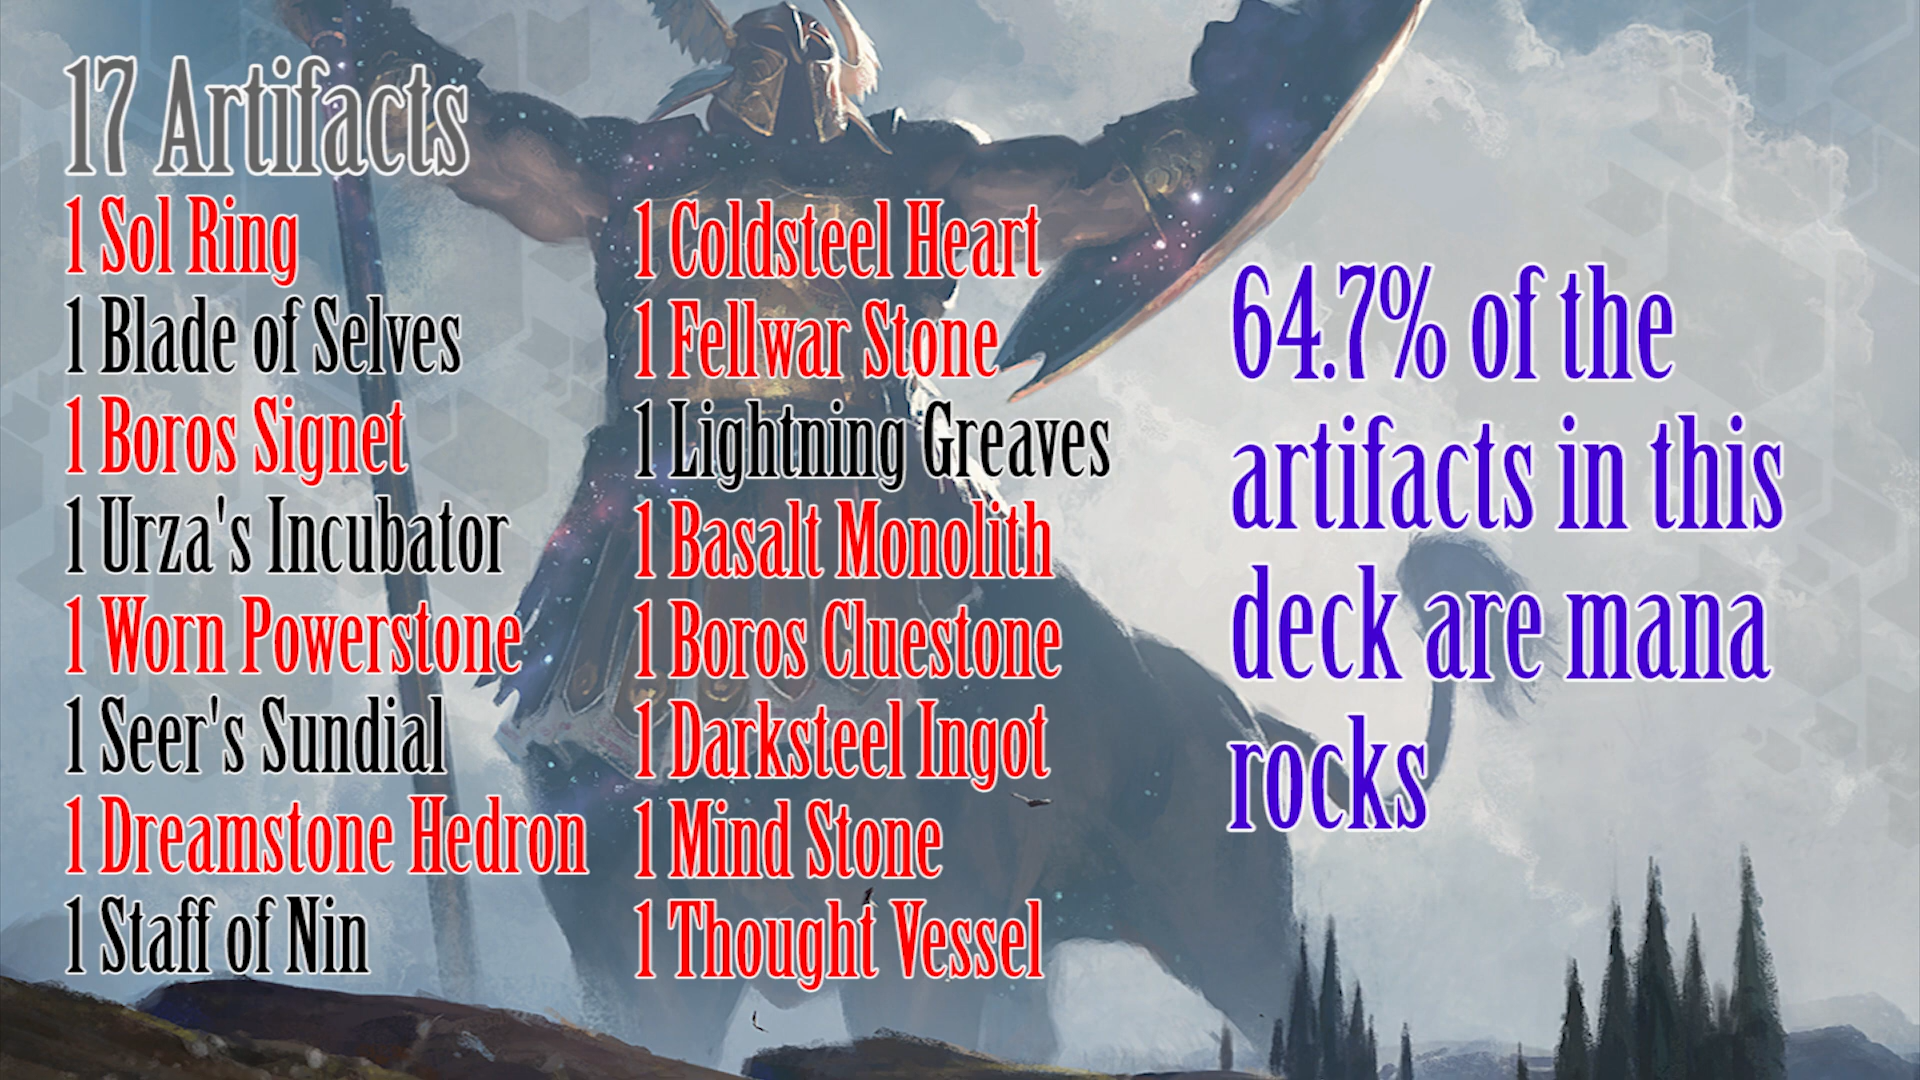 17 Artifacts
1 Sol Ring
1 Blade of Selves
1 Boros Signet
1 Urza's Incubator
1 Worn Powerstone
1 Seer's Sundial
1 Dreamstone Hedron
1 Staff of Nin
1 Coldsteel Heart
1 Fellwar Stone
1 Lightning Greaves
1 Basalt Monolith
1 Boros Cluestone
1 Darksteel Ingot
1 Mind Stone
1 Thought Vessel
64.7% of the
artifacts in this
deck are mana
rocks